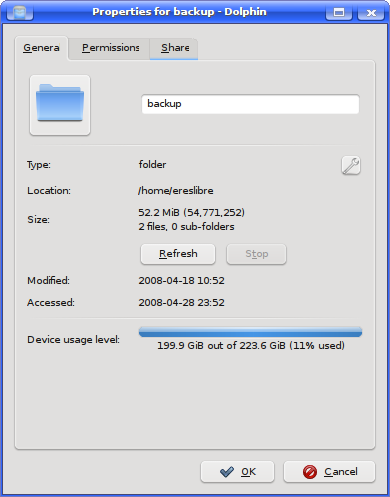 Properties for backup - Dolphin
Genera Permissions Share
backup
Type: folder
Location: /home/ereslibre
Size: 52.2 MiB (54,771,252)
2 files, 0 sub-folders
Refresh Stop
Modified: 2008-04-18 10:52
Accessed: 2008-04-28 23:52
Device usage level:
199.9 GiB out of 223.6 GiB (11% used)
OK Cancel